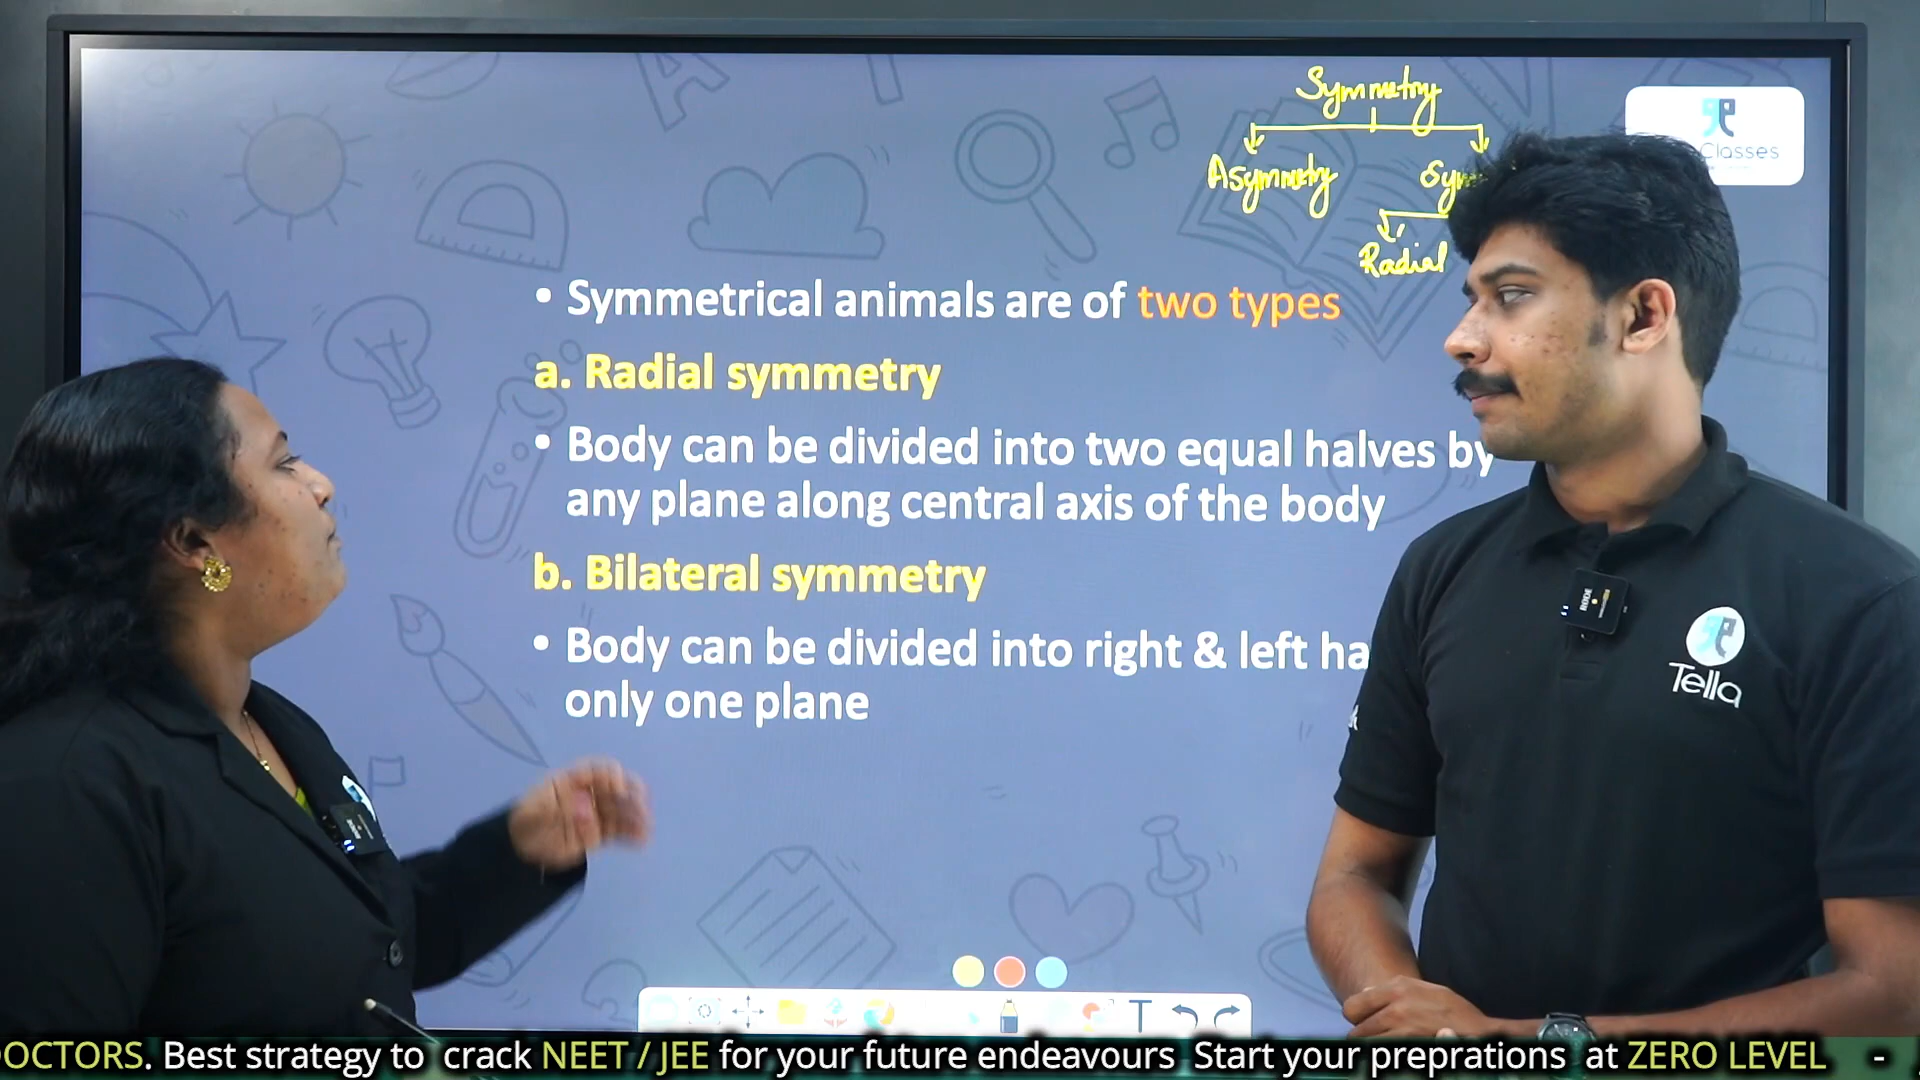 Symmetry
Asymmetry
Radial
Classes
• Symmetrical animals are of two types
a. Radial symmetry
• Body can be divided into two equal halves by
any plane along central axis of the body
b. Bilateral symmetry
• Body can be divided into right & left ha
only one plane
RODE
Tella
T
OCTORS. Best strategy to crack NEET / JEE for your future endeavours Start your preprations at ZERO LEVEL -